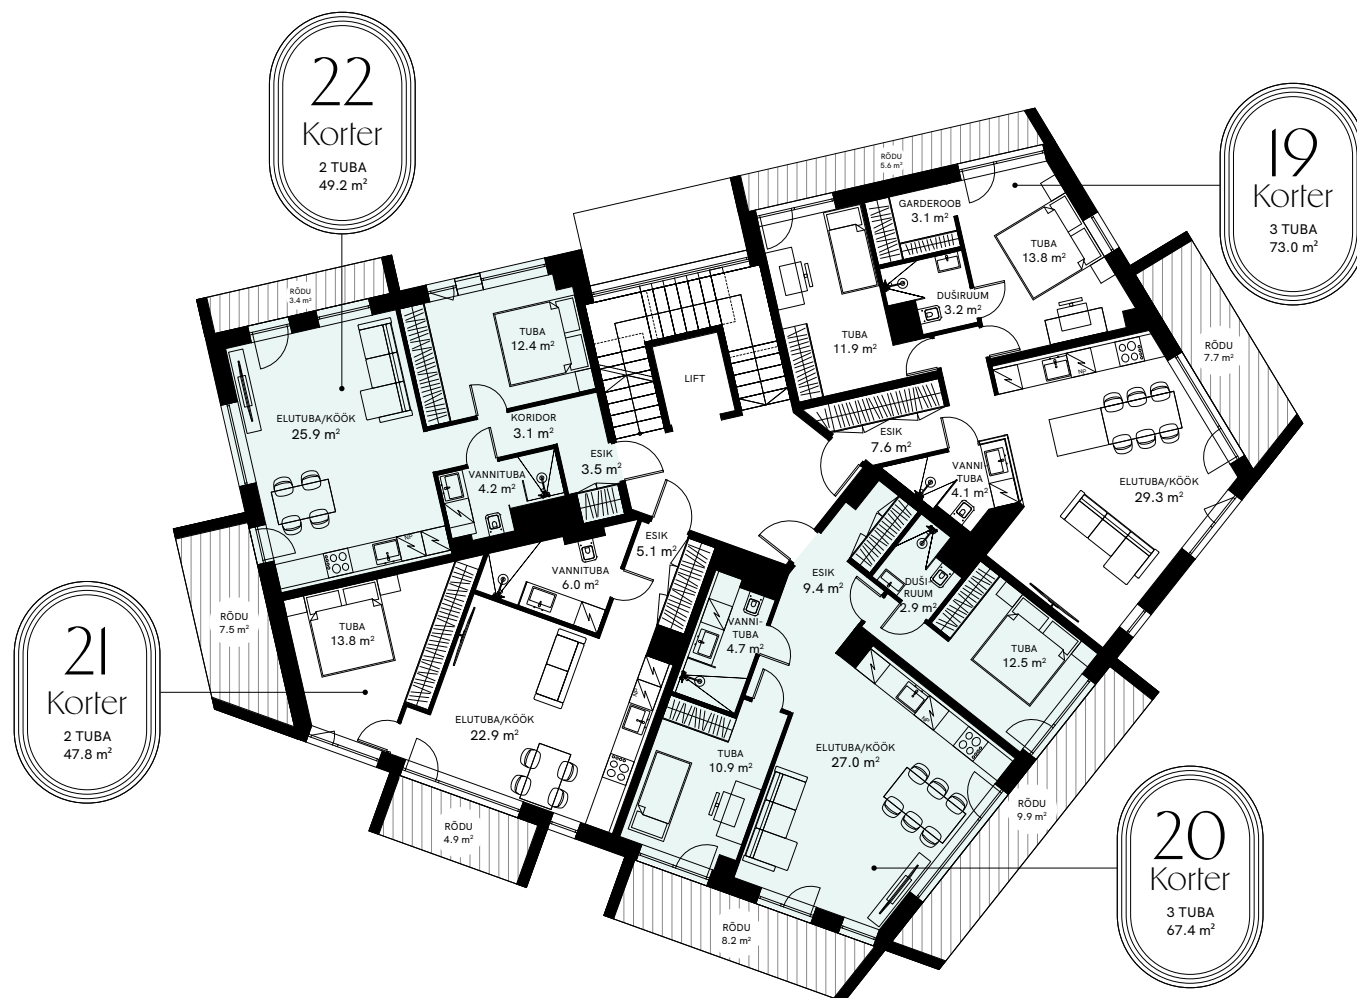 22
Korter
2 TUBA
49.2 m²
19
Korter
3 TUBA
73.0 m²
RÕDU
5.6 m²
GARDEROOB
3.1 m²
TUBA
13.8 m²
DUŠIRUUM
3.2 m²
TUBA
11.9 m²
RÕDU
7.7 m²
RÕDU
3.4 m²
TUBA
12.4 m²
LIFT
ELUTUBA/KÖÖK
25.9 m²
KORIDOR
3.1 m²
ESIK
3.5 m²
VANNITUBA
4.2 m²
NP
NP
ESIK
7.6 m²
VANNI-
TUBA
4.1 m²
ELUTUBA/KÖÖK
29.3 m²
ESIK
5.1 m²
VANNITUBA
6.0 m²
ESIK
9.4 m²
DUŠI-
RUUM
2.9 m²
RÕDU
7.5 m²
TUBA
13.8 m²
VANNI-
TUBA
4.7 m²
TUBA
12.5 m²
21
Korter
2 TUBA
47.8 m²
ELUTUBA/KÖÖK
22.9 m²
NP
NP
TUBA
10.9 m²
ELUTUBA/KÖÖK
27.0 m²
RÕDU
4.9 m²
RÕDU
9.9 m²
RÕDU
8.2 m²
20
Korter
3 TUBA
67.4 m²